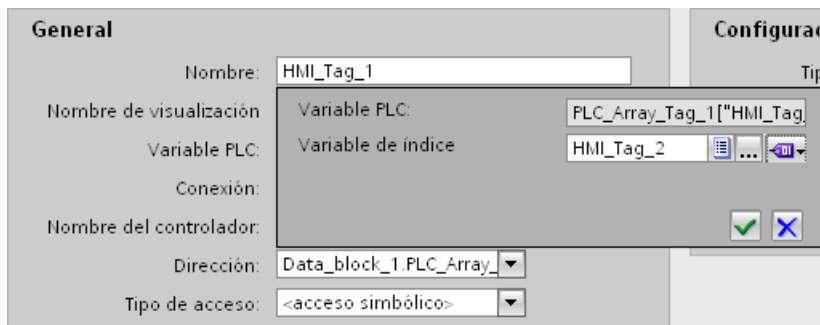 General
Configurac
Nombre: HMI_Tag_1
Tip
Nombre de visualización
Variable PLC: PLC_Array_Tag_1["HMI_Tag_
Variable PLC:
Variable de índice HMI_Tag_2 ...
Conexión:
Nombre del controlador:
Dirección: Data_block_1.PLC_Array_
Tipo de acceso: <acceso simbólico>